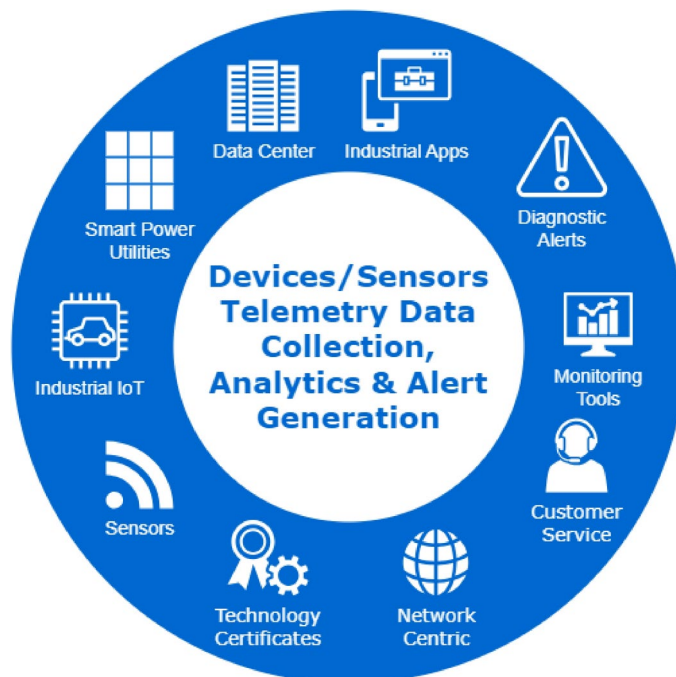 Data Center
Industrial Apps
Diagnostic
Alerts
Monitoring
Tools
Customer
Service
Network
Centric
Technology
Certificates
Sensors
Industrial IoT
Smart Power
Utilities
Devices/Sensors
Telemetry Data
Collection,
Analytics & Alert
Generation